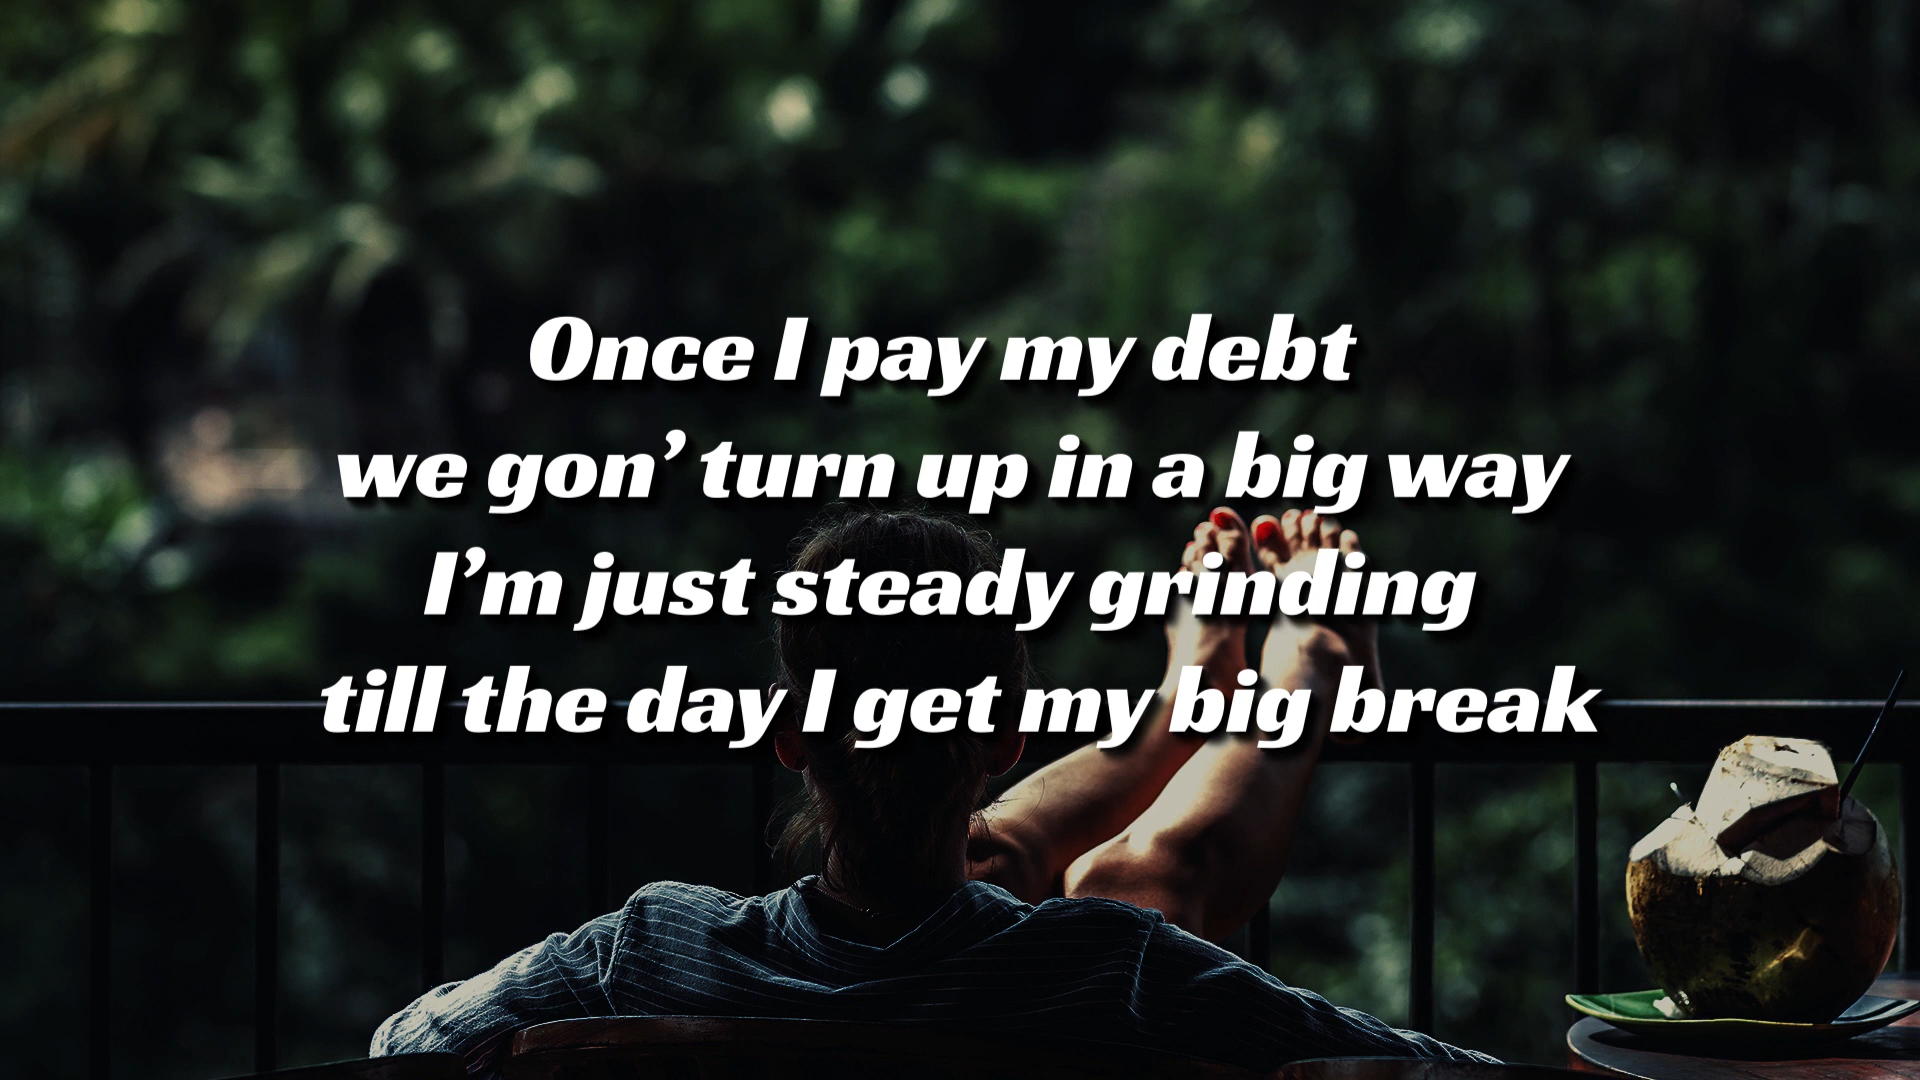 Once I pay my debt
we gon’ turn up in a big way
I’m just steady grinding
till the day I get my big break